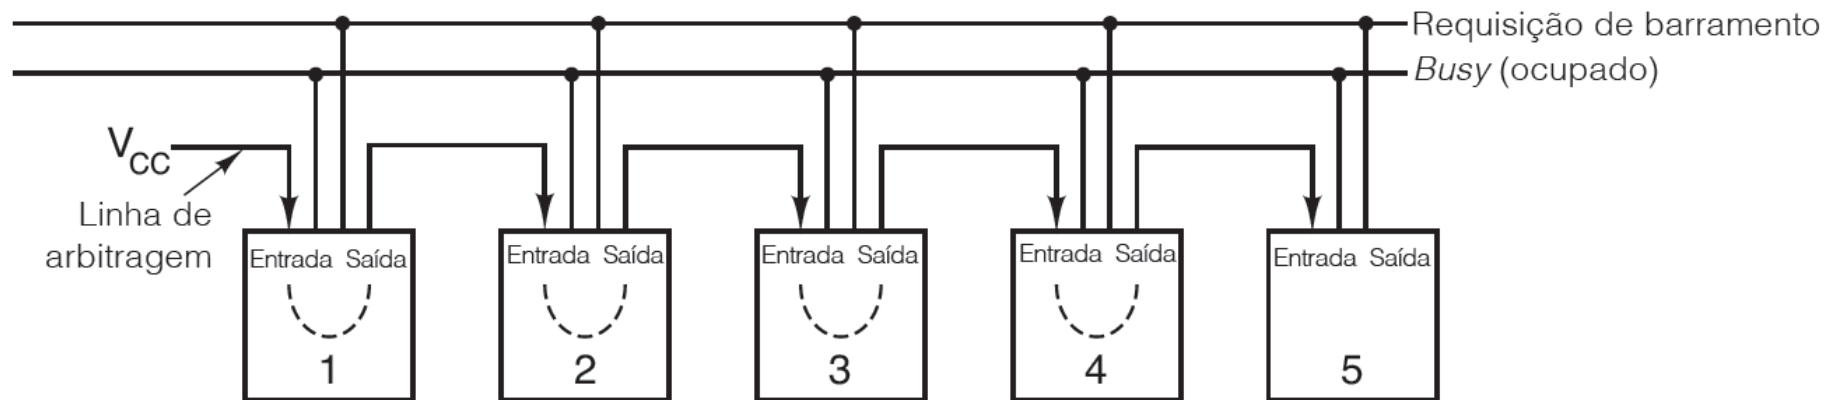 Requisição de barramento
Busy (ocupado)
VCC
Linha de
arbitragem
Entrada Saída
Entrada Saída
Entrada Saída
Entrada Saída
Entrada Saída
1
2
3
4
5